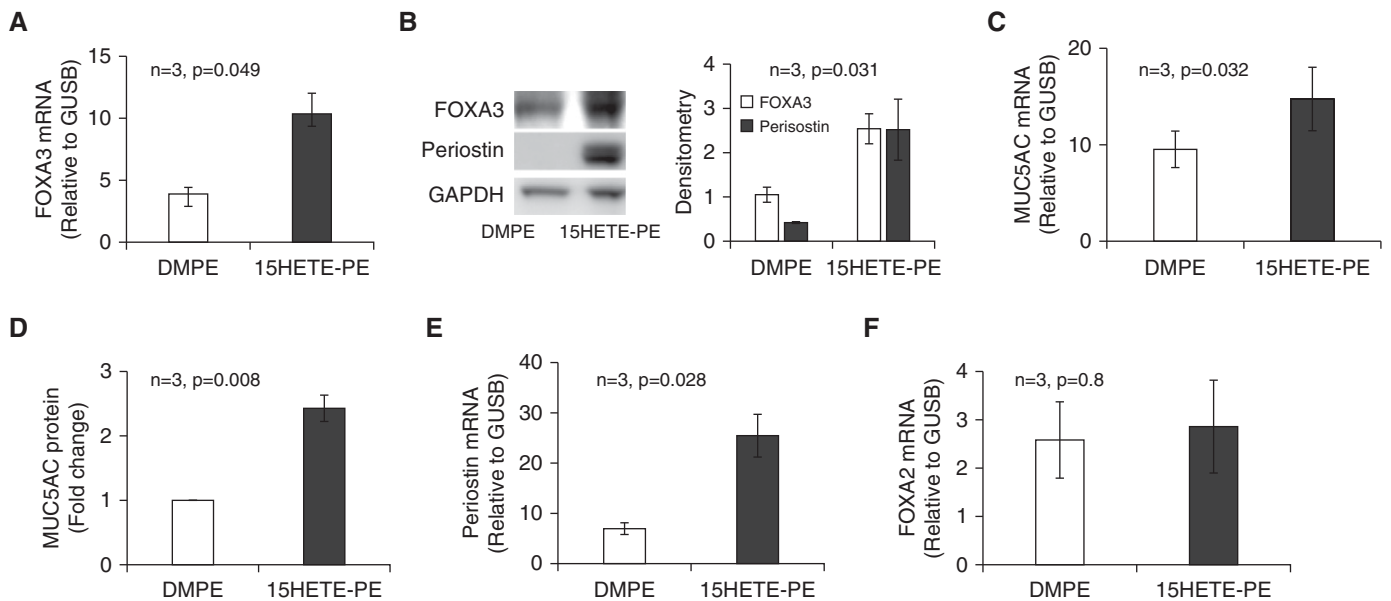 A
FOXA3 mRNA
(Relative to GUSB)
15
10
5
0
n=3, p=0.049
DMPE
15HETE-PE
B
FOXA3
Periostin
GAPDH
DMPE
15HETE-PE
Densitometry
4
3
2
1
0
n=3, p=0.031
FOXA3
Perisostin
DMPE
15HETE-PE
C
MUC5AC mRNA
(Relative to GUSB)
20
10
0
n=3, p=0.032
DMPE
15HETE-PE
D
MUC5AC protein
(Fold change)
3
2
1
0
n=3, p=0.008
DMPE
15HETE-PE
E
Periostin mRNA
(Relative to GUSB)
40
30
20
10
0
n=3, p=0.028
DMPE
15HETE-PE
F
FOXA2 mRNA
(Relative to GUSB)
4
3
2
1
0
n=3, p=0.8
DMPE
15HETE-PE